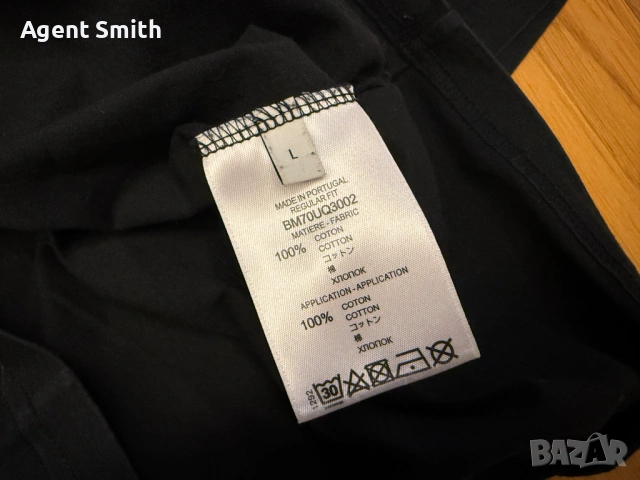 Agent Smith
L
MADE IN PORTUGAL
REGULAR FIT
BM70UQ3002
MATIERE - FABRIC
100% COTON
COTTON
コットン
棉
ХЛОПОК
APPLICATION - APPLICATION
100% COTON
COTTON
コットン
棉
ХЛОПОК
1292
30
BAZAR